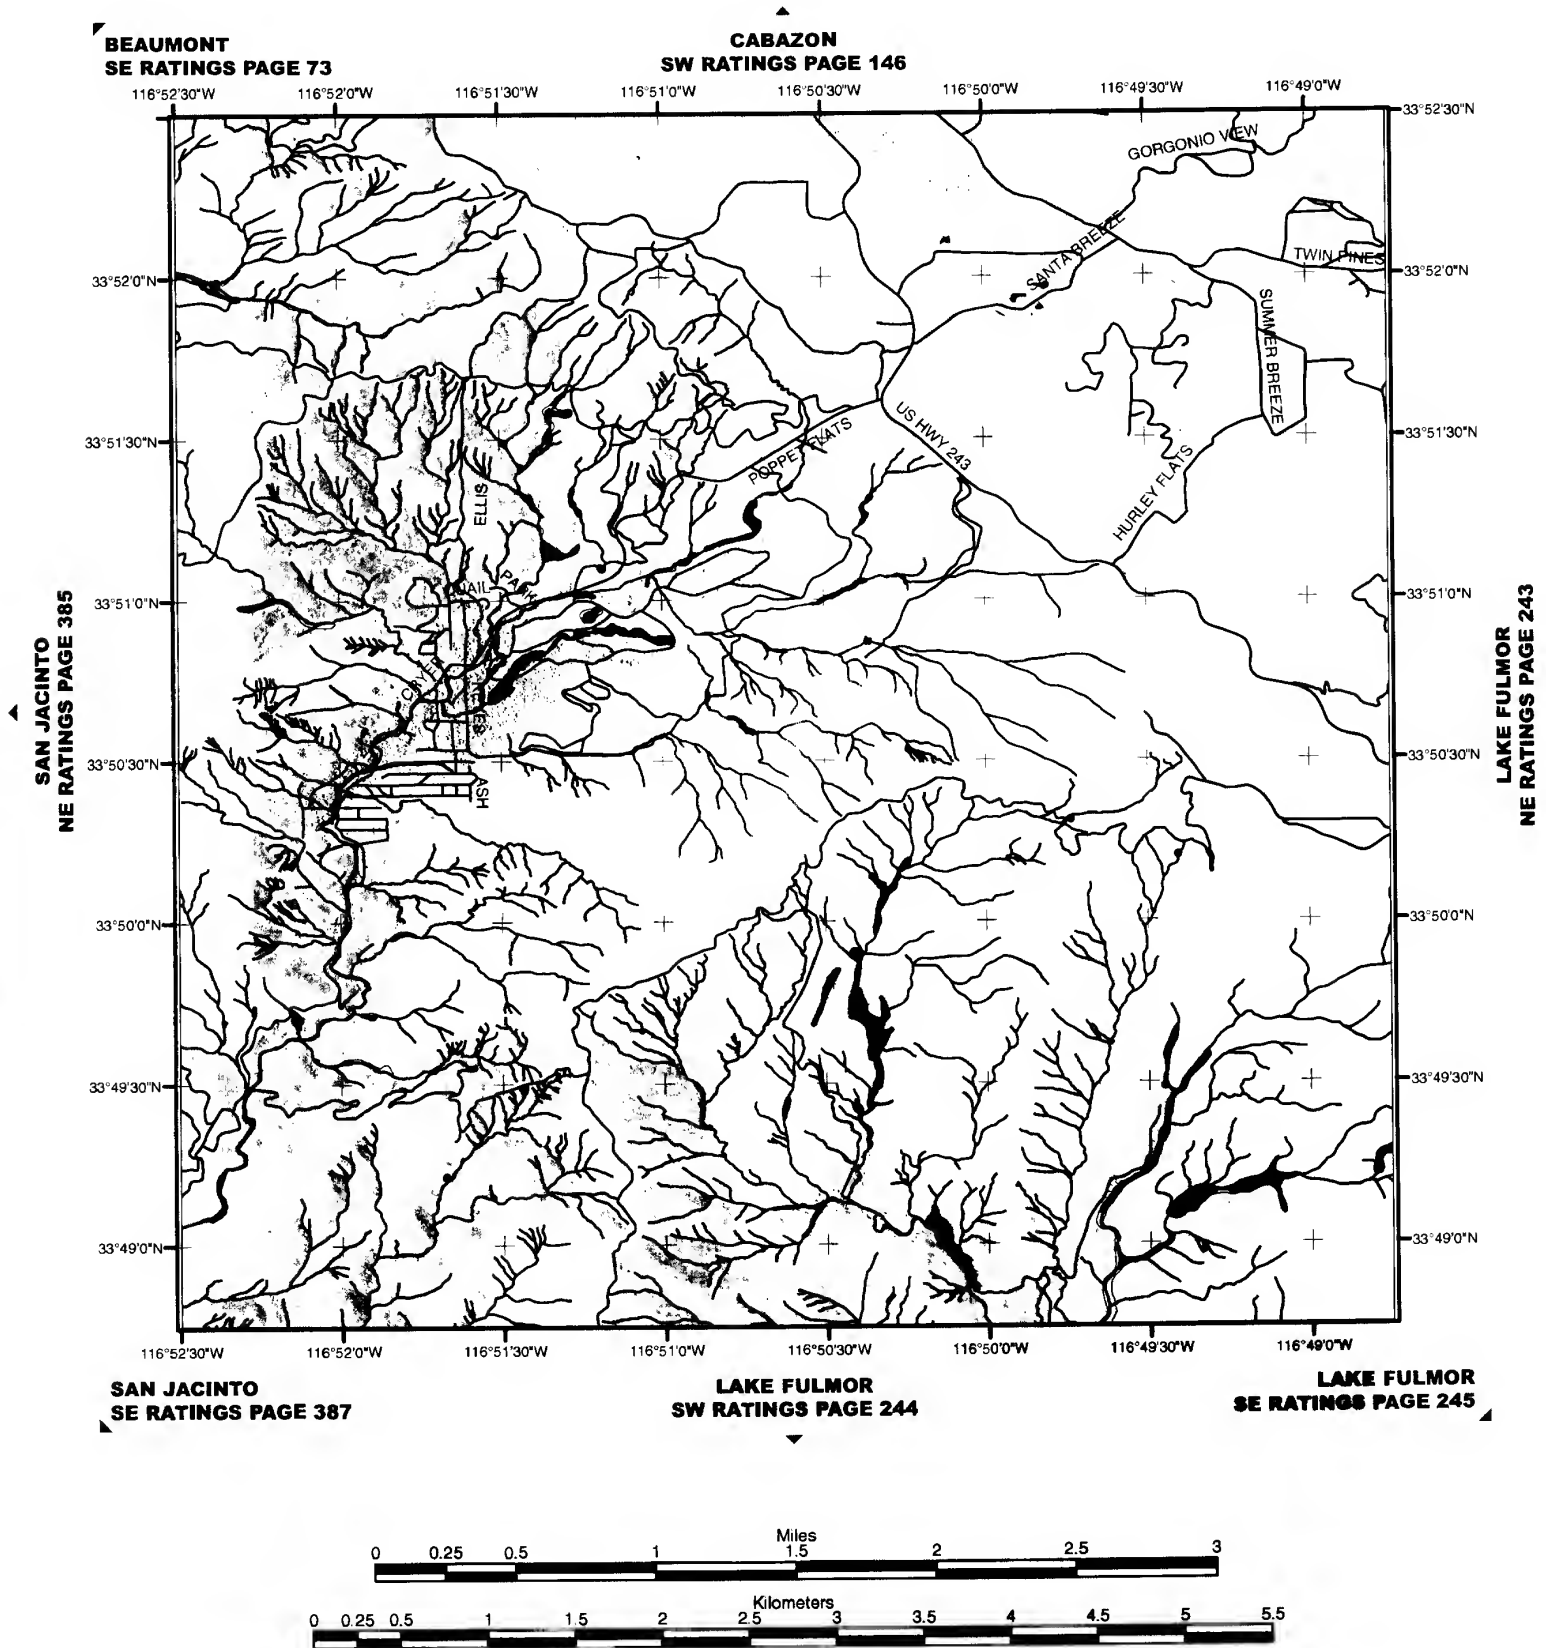 BEAUMONT
SE RATINGS PAGE 73
CABAZON
SW RATINGS PAGE 146
116°52'30"W
116°52'0"W
116°51'30"W
116°51'0"W
116°50'30"W
116°50'0"W
116°49'30"W
116°49'0"W
33°52'30"N
GORGONIO VIEW
SANTA BREEZE
TWIN PINES
33°52'0"N
33°52'0"N
SUMMER BREEZE
US HWY 243
POPPET FLATS
33°51'30"N
33°51'30"N
HURLEY FLATS
ELLIS
QUAIL
PARK
33°51'0"N
33°51'0"N
SAN JACINTO
NE RATINGS PAGE 385
LAKE FULMOR
NE RATINGS PAGE 243
CRYER
33°50'30"N
33°50'30"N
ASH
33°50'0"N
33°50'0"N
33°49'30"N
33°49'30"N
33°49'0"N
33°49'0"N
116°52'30"W
116°52'0"W
116°51'30"W
116°51'0"W
116°50'30"W
116°50'0"W
116°49'30"W
116°49'0"W
SAN JACINTO
SE RATINGS PAGE 387
LAKE FULMOR
SW RATINGS PAGE 244
LAKE FULMOR
SE RATINGS PAGE 245
Miles
0 0.25 0.5 1 1.5 2 2.5 3
Kilometers
0 0.25 0.5 1 1.5 2 2.5 3 3.5 4 4.5 5 5.5